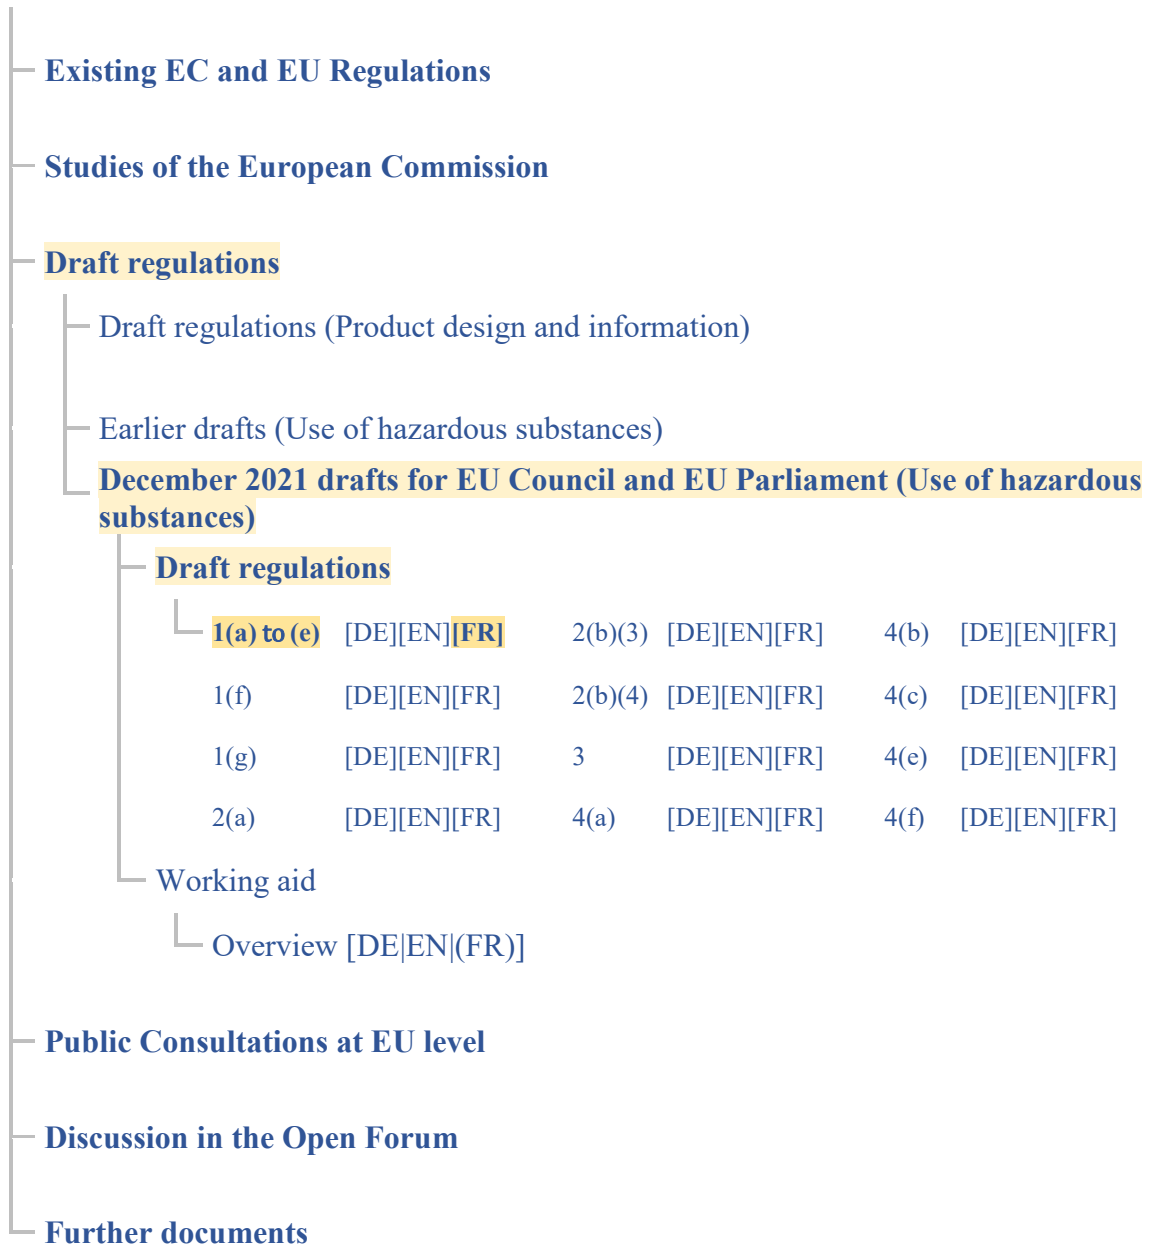 Existing EC and EU Regulations
Studies of the European Commission
Draft regulations
Draft regulations (Product design and information)
Earlier drafts (Use of hazardous substances)
December 2021 drafts for EU Council and EU Parliament (Use of hazardous
substances)
Draft regulations
1(a) to (e) [DE][EN][FR] 2(b)(3) [DE][EN][FR] 4(b) [DE][EN][FR]
1(f) [DE][EN][FR] 2(b)(4) [DE][EN][FR] 4(c) [DE][EN][FR]
1(g) [DE][EN][FR] 3 [DE][EN][FR] 4(e) [DE][EN][FR]
2(a) [DE][EN][FR] 4(a) [DE][EN][FR] 4(f) [DE][EN][FR]
Working aid
Overview [DE|EN|(FR)]
Public Consultations at EU level
Discussion in the Open Forum
Further documents